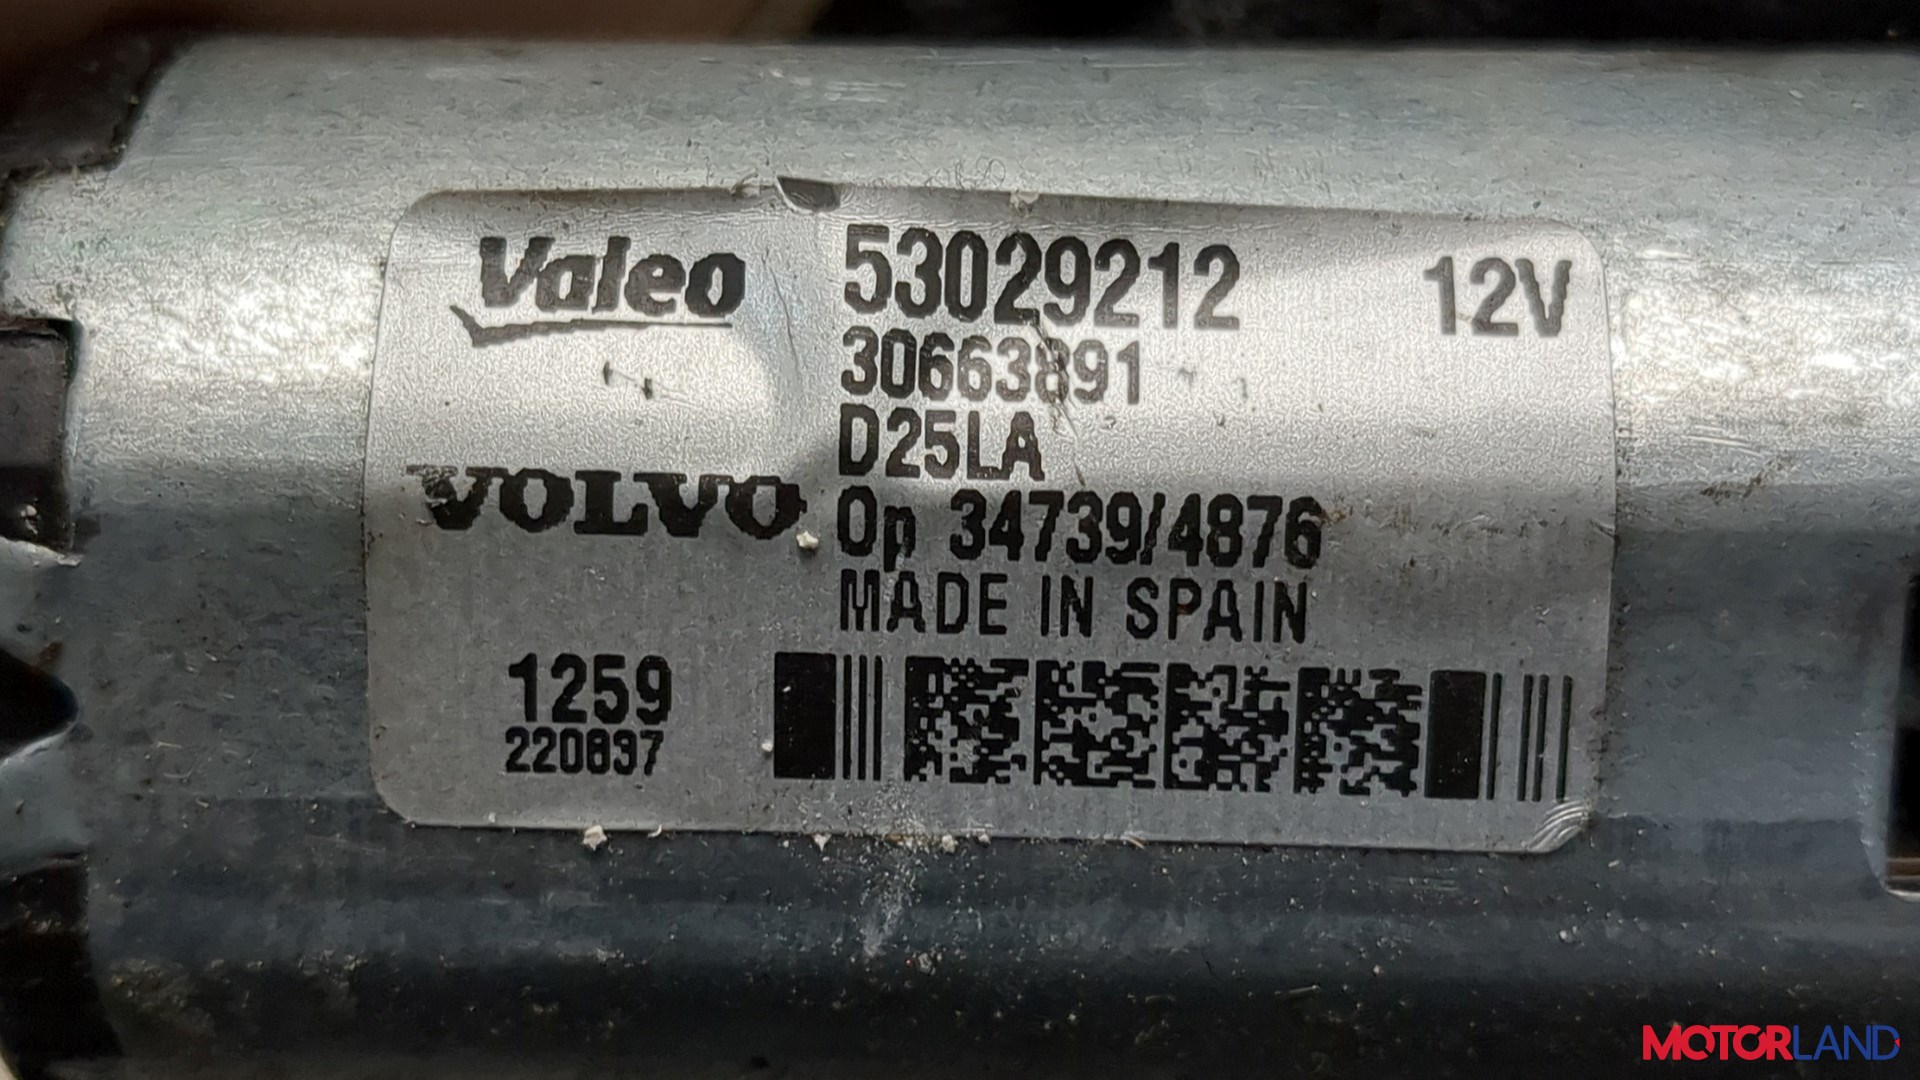 Valeo 53029212 12V
30663891
D25LA
VOLVO Op 34739/4876
MADE IN SPAIN
1259
220837
MOTORLAND